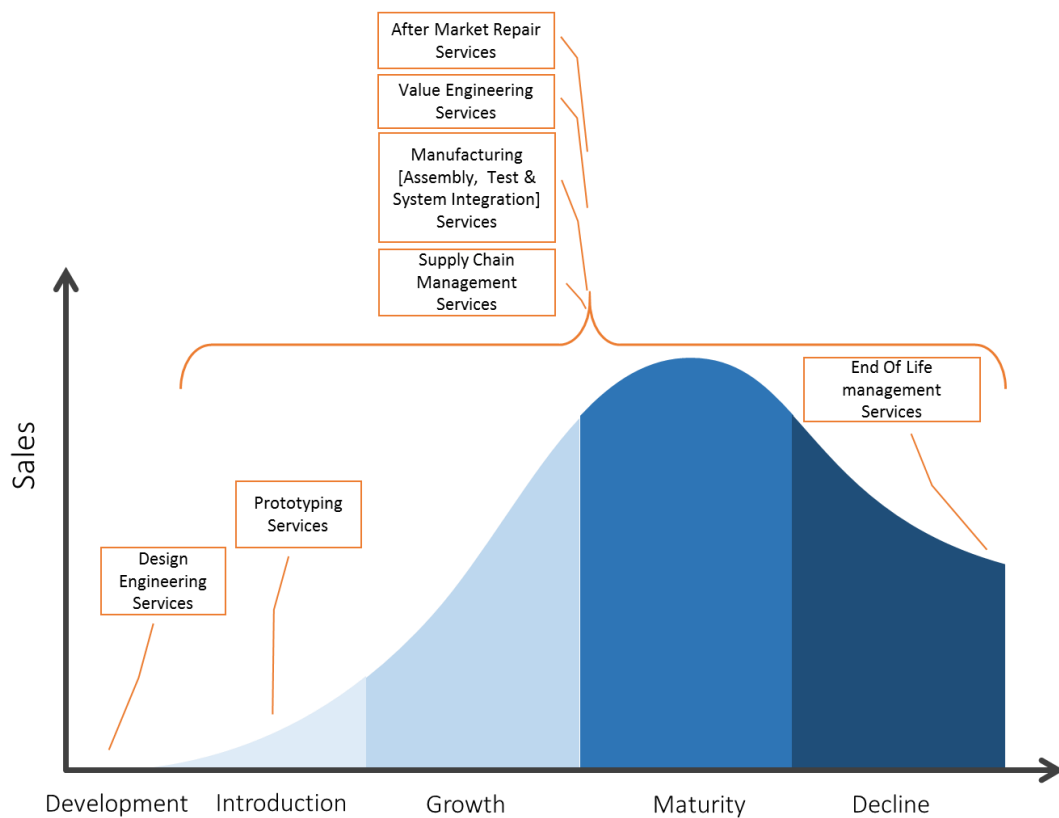 After Market Repair
Services
Value Engineering
Services
Manufacturing
[Assembly, Test &
System Integration]
Services
Supply Chain
Management
Services
End Of Life
management
Services
Prototyping
Services
Design
Engineering
Services
Sales
Development
Introduction
Growth
Maturity
Decline